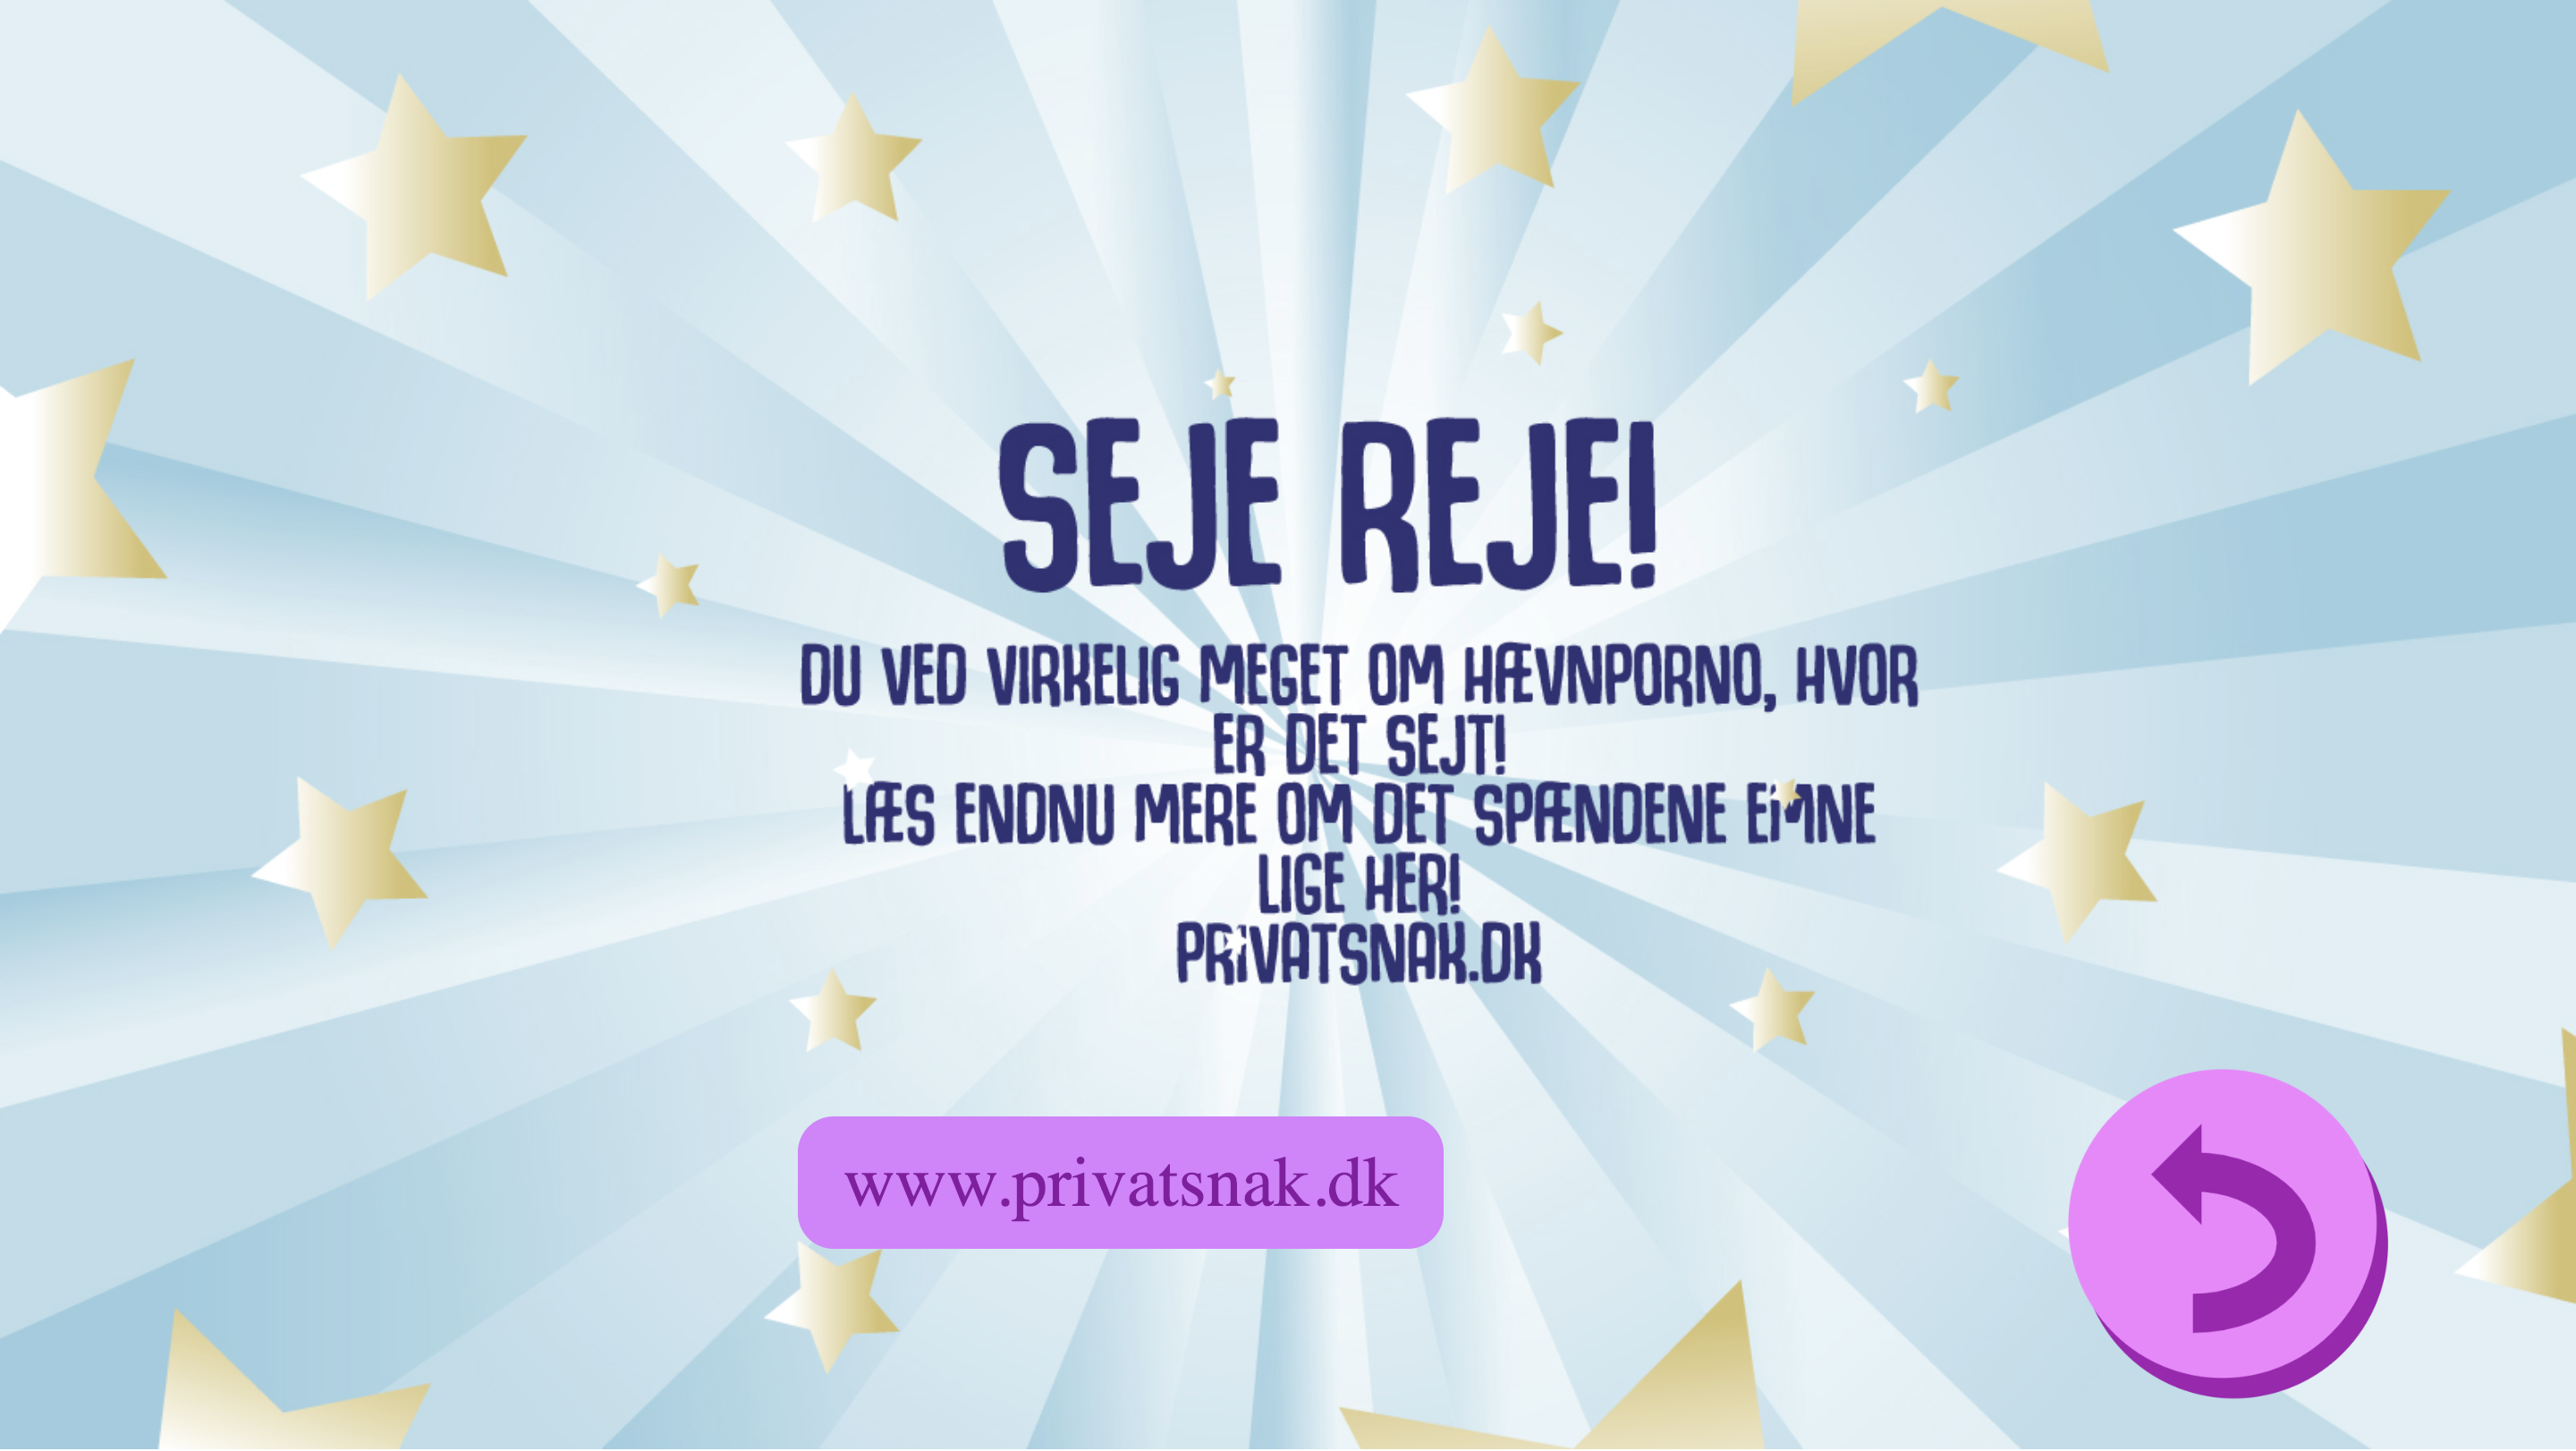 SEJE REJE!
DU VED VIRKELIG MEGET OM HÆVNPORNO, HVOR
ER DET SEJT!
LÆS ENDNU MERE OM DET SPÆNDENE EMNE
LIGE HER!
PRIVATSNAK.DK
www.privatsnak.dk